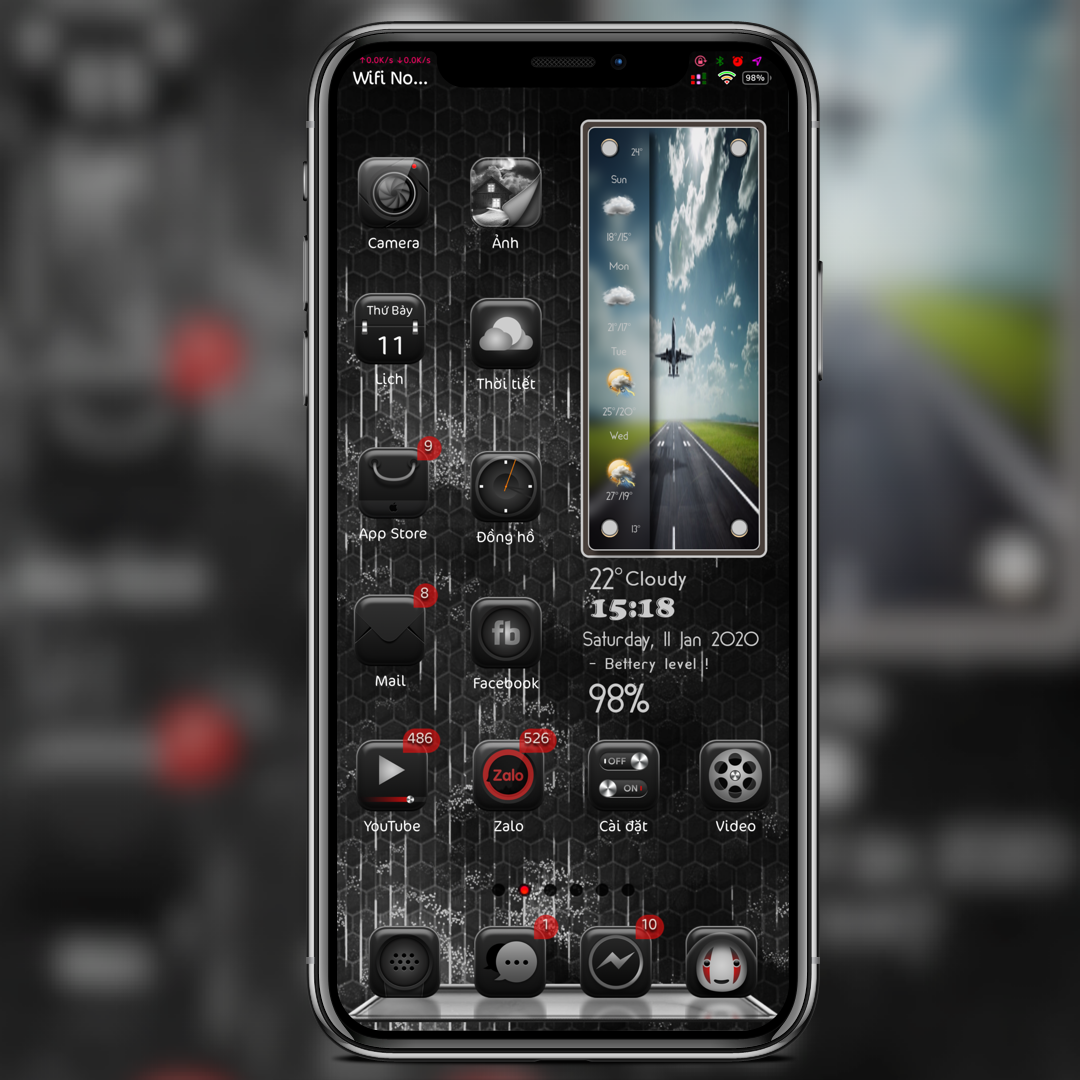 ↑0.0K/s ↓0.0K/s
Wifi No...
98%
Camera
Ảnh
Thứ Bảy
11
Lịch
Thời tiết
24°
Sun
18°/15°
Mon
21°/17°
Tue
25°/20°
Wed
27°/19°
13°
9
App Store
Đồng hồ
22° Cloudy
15:18
Saturday, 11 Jan 2020
- Bettery level !
98%
8
Mail
fb
Facebook
486
YouTube
526
Zalo
Zalo
OFF
ON
Cài đặt
Video
1
10